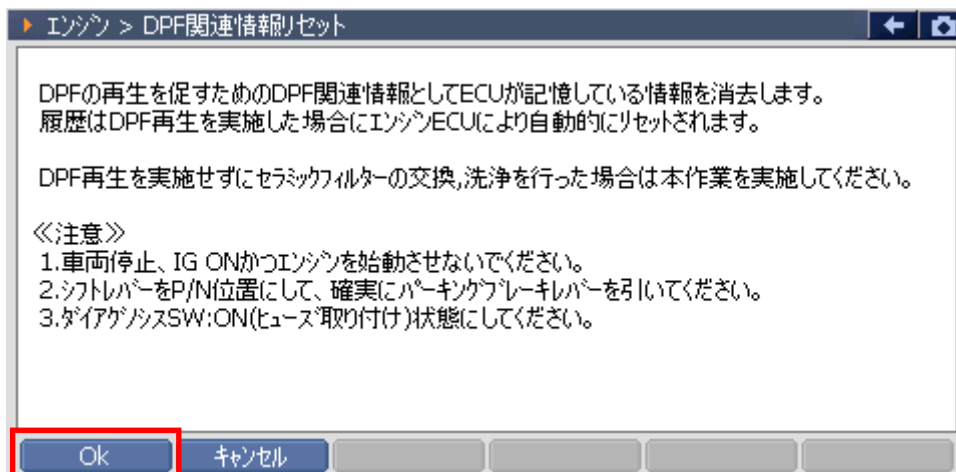 エンジン > DPF関連情報リセット
DPFの再生を促すためのDPF関連情報としてECUが記憶している情報を消去します。
履歴はDPF再生を実施した場合にエンジンECUにより自動的にリセットされます。
DPF再生を実施せずにセラミックフィルターの交換,洗浄を行った場合は本作業を実施してください。
≪注意≫
1.車両停止、IG ONかつエンジンを始動させないでください。
2.シフトレバーをP/N位置にして、確実にパーキングブレーキレバーを引いてください。
3.ダイアグノシスSW:ON(ヒューズ取り付け)状態にしてください。
Ok
キャンセル